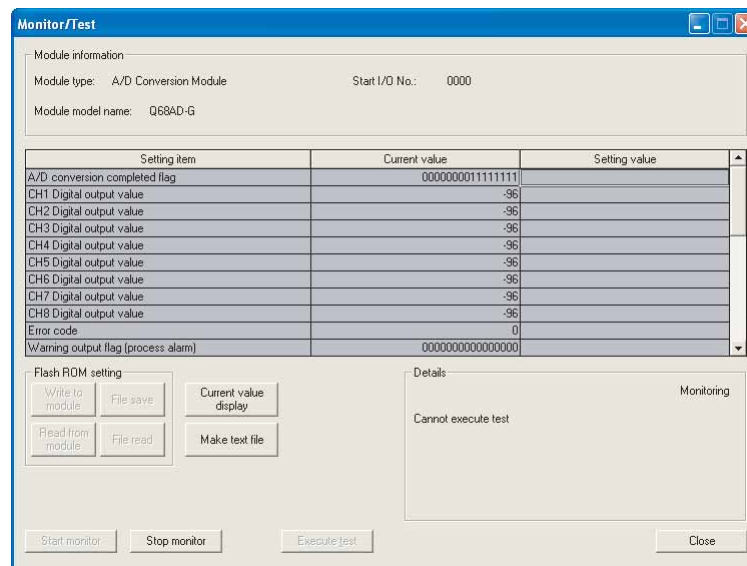 Monitor/Test
Module information
Module type: A/D Conversion Module Start I/O No.: 0000
Module model name: Q68AD-G
Setting item Current value Setting value
A/D conversion completed flag 0000000011111111
CH1 Digital output value -96
CH2 Digital output value -96
CH3 Digital output value -96
CH4 Digital output value -96
CH5 Digital output value -96
CH6 Digital output value -96
CH7 Digital output value -96
CH8 Digital output value -96
Error code 0
Warning output flag (process alarm) 0000000000000000
Flash ROM setting
Write to module File save Current value display
Read from module File read Make text file
Details
Monitoring
Cannot execute test
Start monitor Stop monitor Execute test Close